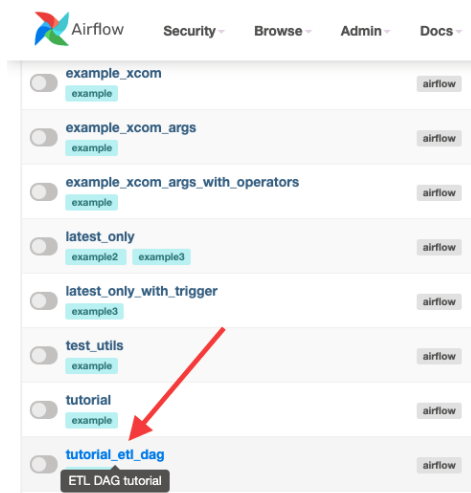 Airflow Security Browse Admin Docs
example_xcom airflow
example
example_xcom_args airflow
example
example_xcom_args_with_operators airflow
example
latest_only airflow
example2 example3
latest_only_with_trigger airflow
example3
test_utils airflow
example
tutorial airflow
example
tutorial_etl_dag airflow
ETL DAG tutorial